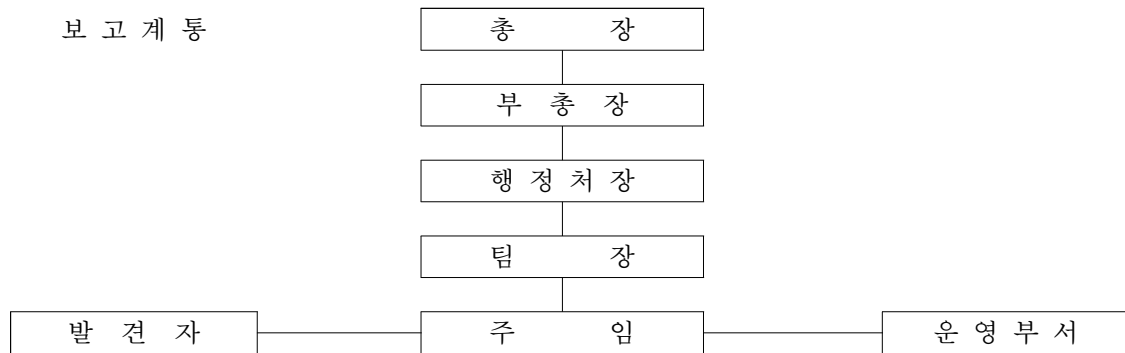 보 고 계 통
총 장
부 총 장
행 정 처 장
팀 장
발 견 자
주 임
운 영 부 서